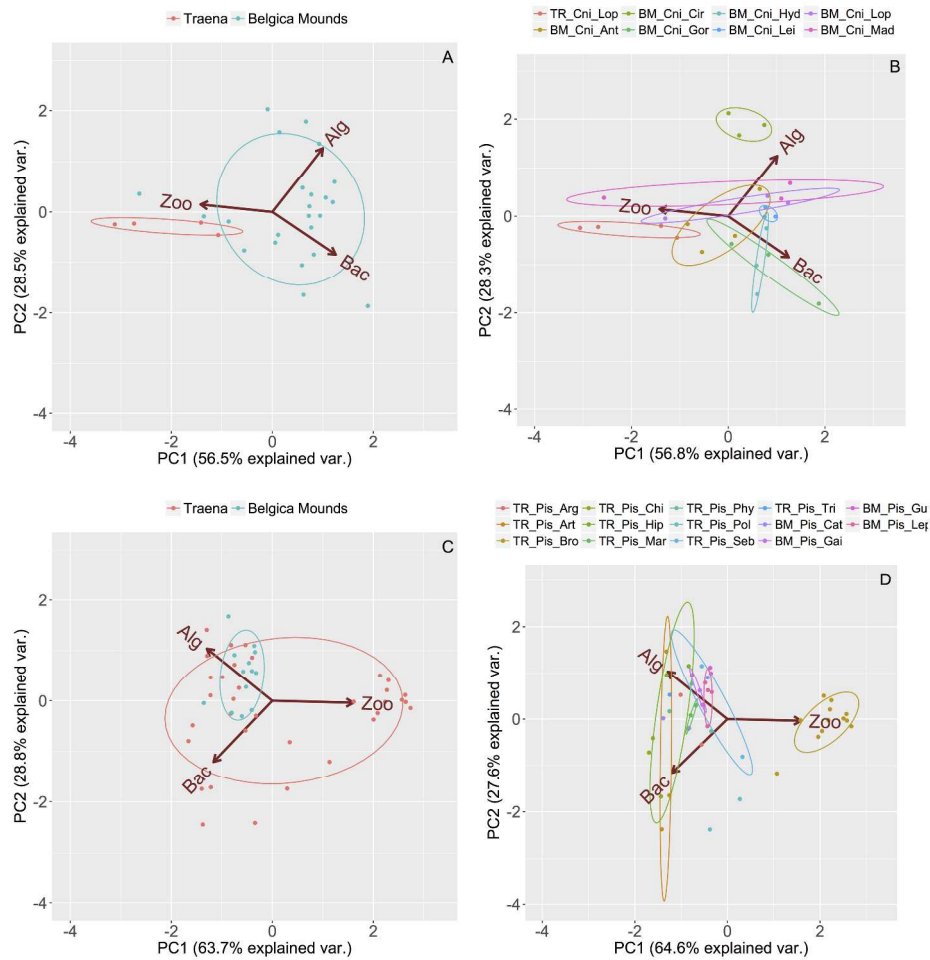 Traena Belgica Mounds
A
2
0
-2
-4
-4 -2 0 2
Alg
Zoo
Bac
PC2 (28.5% explained var.)
PC1 (56.5% explained var.)
TR_Cni_Lop BM_Cni_Cir BM_Cni_Hyd BM_Cni_Lop
BM_Cni_Ant BM_Cni_Gor BM_Cni_Lei BM_Cni_Mad
B
2
0
-2
-4
-4 -2 0 2
Alg
Zoo
Bac
PC2 (28.3% explained var.)
PC1 (56.8% explained var.)
Traena Belgica Mounds
C
2
0
-2
-4
-4 -2 0 2
Alg
Zoo
Bac
PC2 (28.8% explained var.)
PC1 (63.7% explained var.)
TR_Pis_Arg TR_Pis_Chi TR_Pis_Phy TR_Pis_Tri BM_Pis_Gu
TR_Pis_Art TR_Pis_Hip TR_Pis_Pol BM_Pis_Cat BM_Pis_Lep
TR_Pis_Bro TR_Pis_Mar TR_Pis_Seb BM_Pis_Gai
D
2
0
-2
-4
-4 -2 0 2
Alg
Zoo
Bac
PC2 (27.6% explained var.)
PC1 (64.6% explained var.)